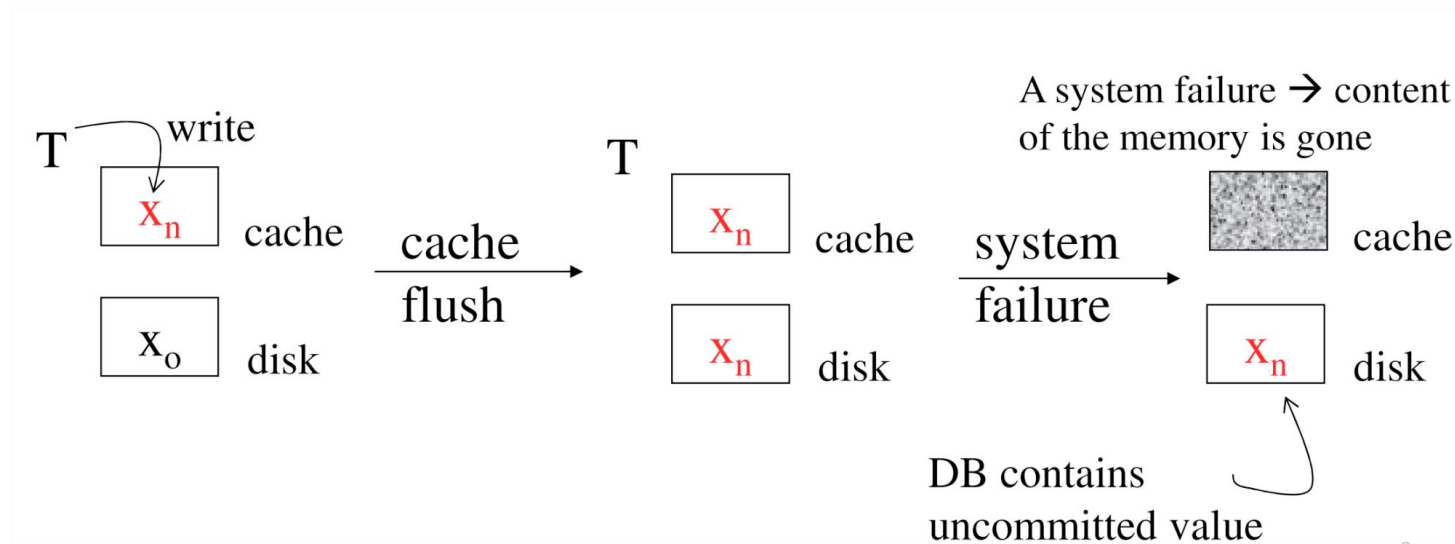 T
write
x_n
cache
x_o
disk
cache
flush
T
x_n
cache
x_n
disk
system
failure
A system failure → content
of the memory is gone
cache
x_n
disk
DB contains
uncommitted value